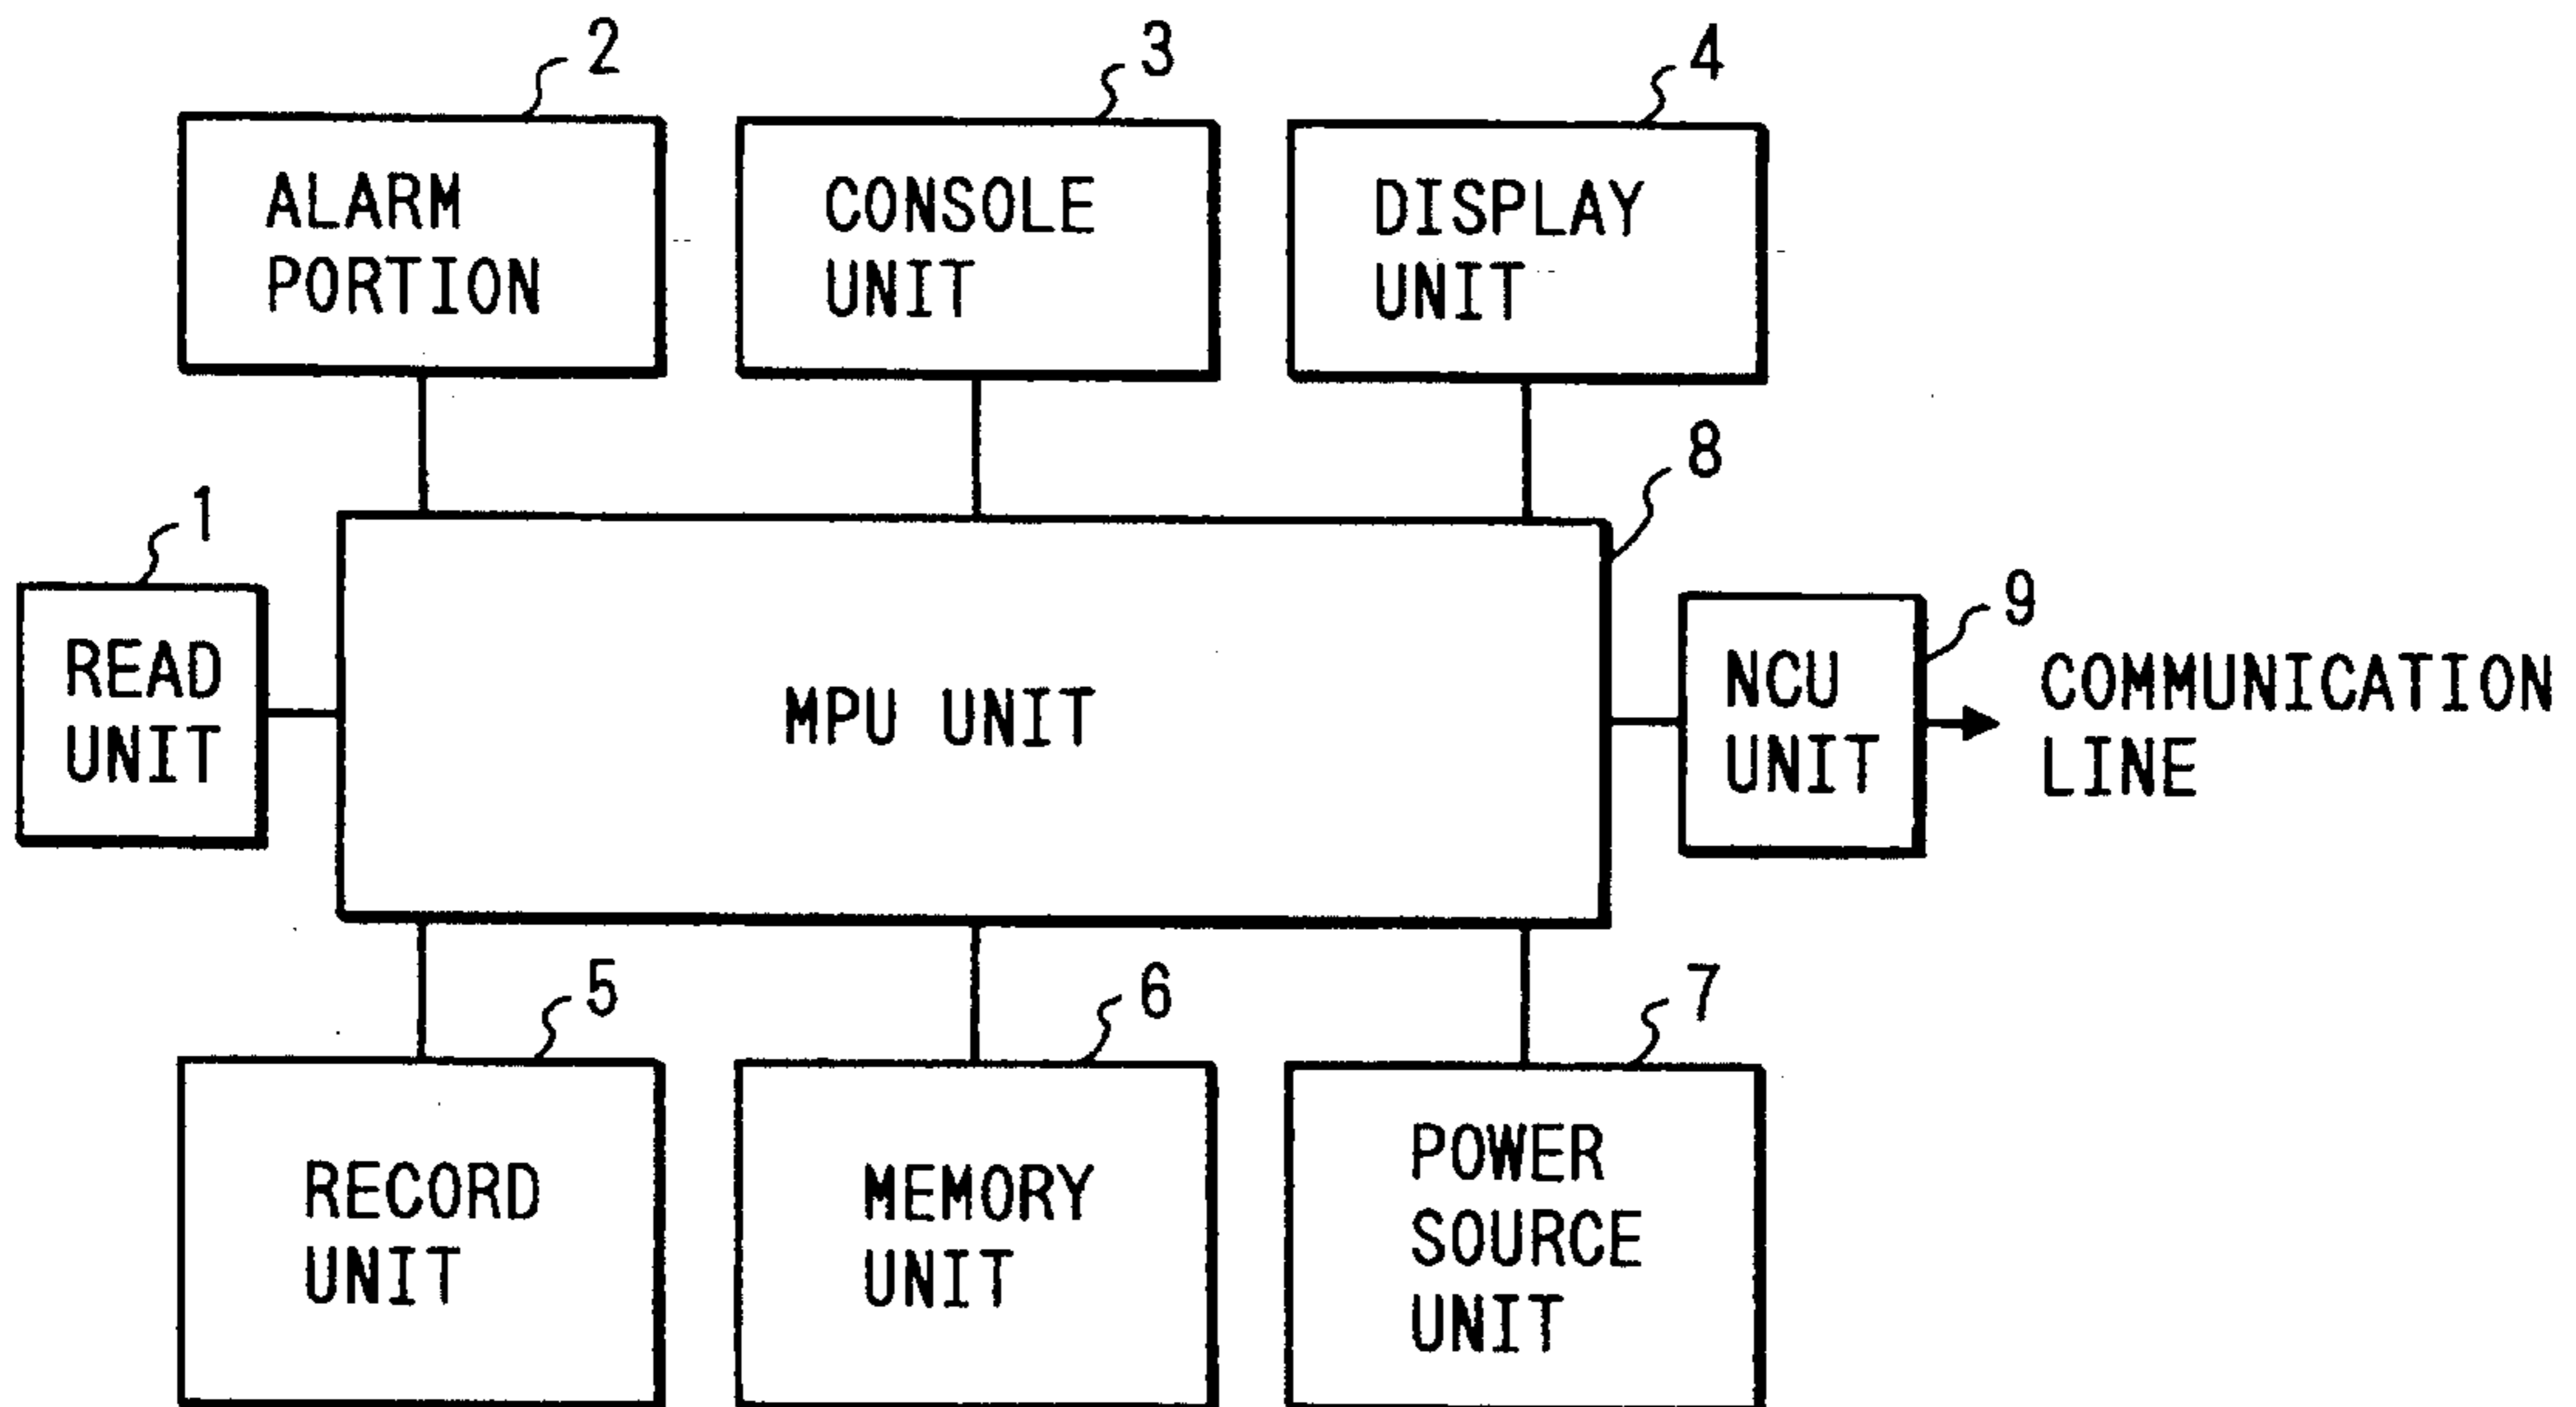 2
3
4
ALARM
PORTION
CONSOLE
UNIT
DISPLAY
UNIT
8
1
READ
UNIT
MPU UNIT
9
NCU
UNIT
COMMUNICATION
LINE
5
6
7
RECORD
UNIT
MEMORY
UNIT
POWER
SOURCE
UNIT